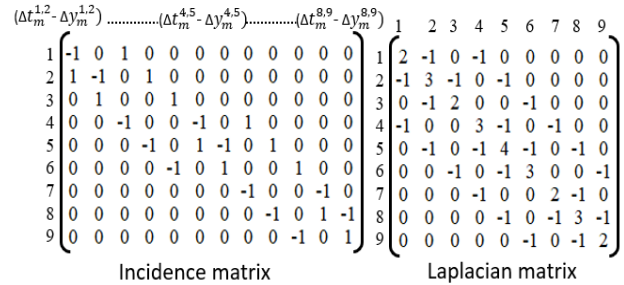 (Δt_m^{1,2} - Δy_m^{1,2}) .............(Δt_m^{4,5} - Δy_m^{4,5})............(Δt_m^{8,9} - Δy_m^{8,9}) 1 2 3 4 5 6 7 8 9
1 -1 0 1 0 0 0 0 0 0 0 0 0 1 2 -1 0 -1 0 0 0 0 0
2 1 -1 0 1 0 0 0 0 0 0 0 0 2 -1 3 -1 0 -1 0 0 0 0
3 0 1 0 0 1 0 0 0 0 0 0 0 3 0 -1 2 0 0 -1 0 0 0
4 0 0 -1 0 0 -1 0 1 0 0 0 0 4 -1 0 0 3 -1 0 -1 0 0
5 0 0 0 -1 0 1 -1 0 1 0 0 0 5 0 -1 0 -1 4 -1 0 -1 0
6 0 0 0 0 -1 0 1 0 0 1 0 0 6 0 0 -1 0 -1 3 0 0 -1
7 0 0 0 0 0 0 0 -1 0 0 -1 0 7 0 0 0 -1 0 0 2 -1 0
8 0 0 0 0 0 0 0 0 -1 0 1 -1 8 0 0 0 0 -1 0 -1 3 -1
9 0 0 0 0 0 0 0 0 0 -1 0 1 9 0 0 0 0 0 -1 0 -1 2
Incidence matrix Laplacian matrix